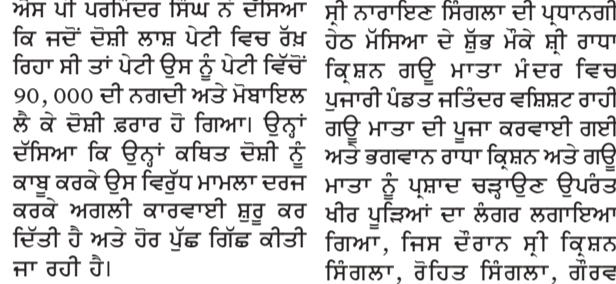 ਐਸ ਪੀ ਪਰਮਿੰਦਰ ਸਿੰਘ ਨੇ ਦੱਸਿਆ
ਕਿ ਜਦੋਂ ਦੋਸ਼ੀ ਲਾਸ਼ ਪੇਟੀ ਵਿਚ ਰੱਖ਼
ਰਿਹਾ ਸੀ ਤਾਂ ਪੇਟੀ ਉਸ ਨੂੰ ਪੇਟੀ ਵਿੱਚੋਂ
90,000 ਦੀ ਨਗਦੀ ਅਤੇ ਮੋਬਾਇਲ
ਲੈ ਕੇ ਦੋਸ਼ੀ ਫ਼ਰਾਰ ਹੋ ਗਿਆ। ਉਨ੍ਹਾਂ
ਦੱਸਿਆ ਕਿ ਉਨ੍ਹਾਂ ਕਥਿਤ ਦੋਸ਼ੀ ਨੂੰ
ਕਾਬੂ ਕਰਕੇ ਉਸ ਵਿਰੁੱਧ ਮਾਮਲਾ ਦਰਜ
ਕਰਕੇ ਅਗਲੀ ਕਾਰਵਾਈ ਸ਼ੁਰੂ ਕਰ
ਦਿੱਤੀ ਹੈ ਅਤੇ ਹੋਰ ਪੁੱਛ ਗਿੱਛ ਕੀਤੀ
ਜਾ ਰਹੀ ਹੈ।
ਸ੍ਰੀ ਨਾਰਾਇਣ ਸਿੰਗਲਾ ਦੀ ਪ੍ਰਧਾਨਗੀ
ਹੇਠ ਮੱਸਿਆ ਦੇ ਸ਼ੁੱਭ ਮੌਕੇ ਸ਼੍ਰੀ ਰਾਧਾ
ਕ੍ਰਿਸ਼ਨ ਗਊ ਮਾਤਾ ਮੰਦਰ ਵਿਚ
ਪੁਜਾਰੀ ਪੰਡਤ ਜਤਿੰਦਰ ਵਸ਼ਿਸ਼ਟ ਰਾਹੀ
ਗਊ ਮਾਤਾ ਦੀ ਪੂਜਾ ਕਰਵਾਈ ਗਈ
ਅਤੇ ਭਗਵਾਨ ਰਾਧਾ ਕ੍ਰਿਸ਼ਨ ਅਤੇ ਗਊ
ਮਾਤਾ ਨੂੰ ਪ੍ਰਸ਼ਾਦ ਚੜ੍ਹਾਉਣ ਉਪਰੰਤ
ਖੀਰ ਪੂੜਿਆਂ ਦਾ ਲੰਗਰ ਲਗਾਇਆ
ਗਿਆ, ਜਿਸ ਦੌਰਾਨ ਸ੍ਰੀ ਕ੍ਰਿਸ਼ਨ
ਸਿੰਗਲਾ, ਰੋਹਿਤ ਸਿੰਗਲਾ, ਗੌਰਵ